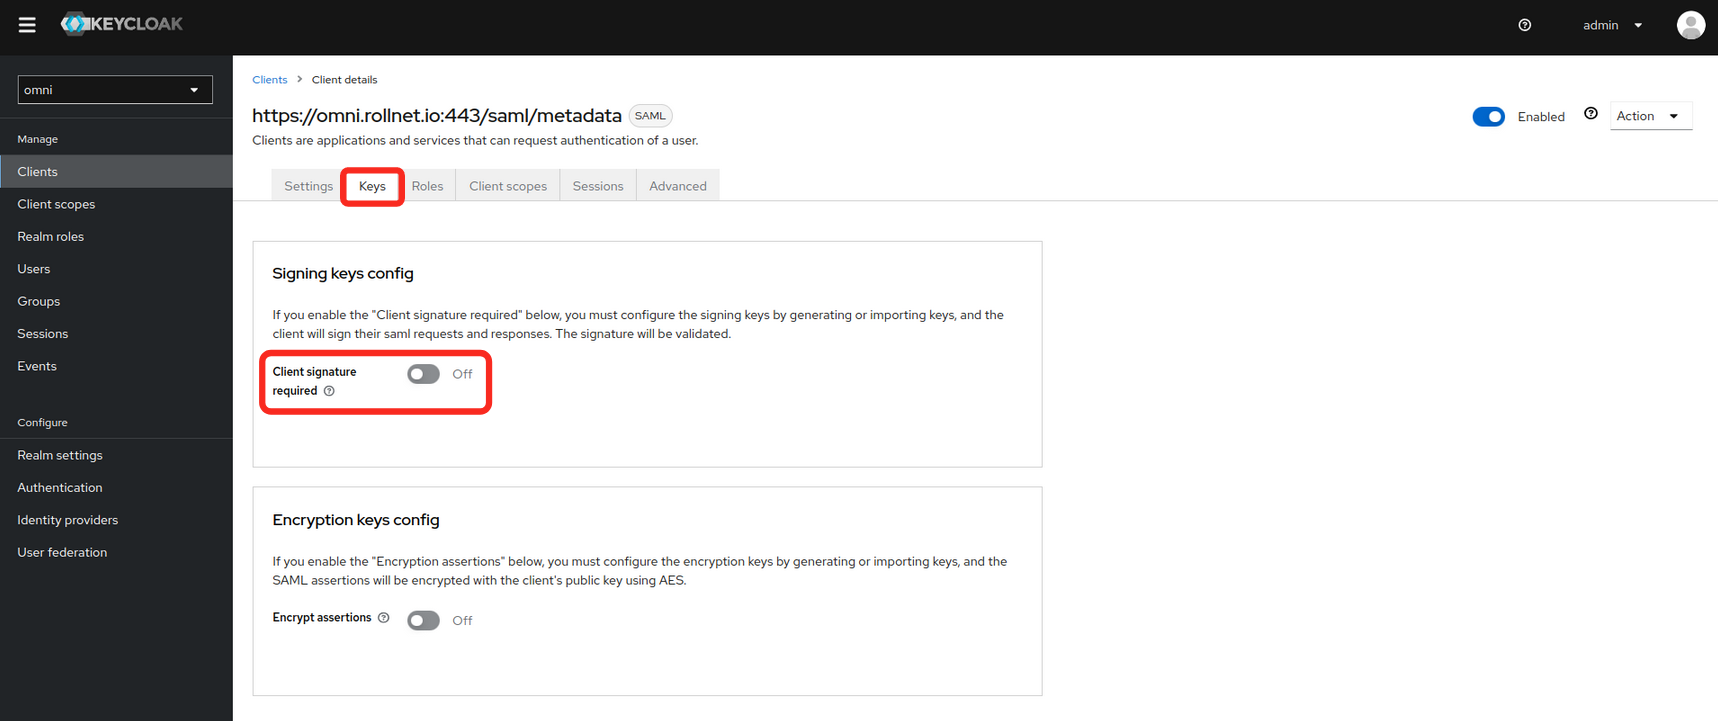 KEYCLOAK
admin
omni
Manage
Clients
Client scopes
Realm roles
Users
Groups
Sessions
Events
Configure
Realm settings
Authentication
Identity providers
User federation
Clients > Client details
https://omni.rollnet.io:443/saml/metadata SAML
Enabled
Action
Clients are applications and services that can request authentication of a user.
Settings Keys Roles Client scopes Sessions Advanced
Signing keys config
If you enable the "Client signature required" below, you must configure the signing keys by generating or importing keys, and the
client will sign their saml requests and responses. The signature will be validated.
Client signature
required
Off
Encryption keys config
If you enable the "Encryption assertions" below, you must configure the encryption keys by generating or importing keys, and the
SAML assertions will be encrypted with the client's public key using AES.
Encrypt assertions
Off